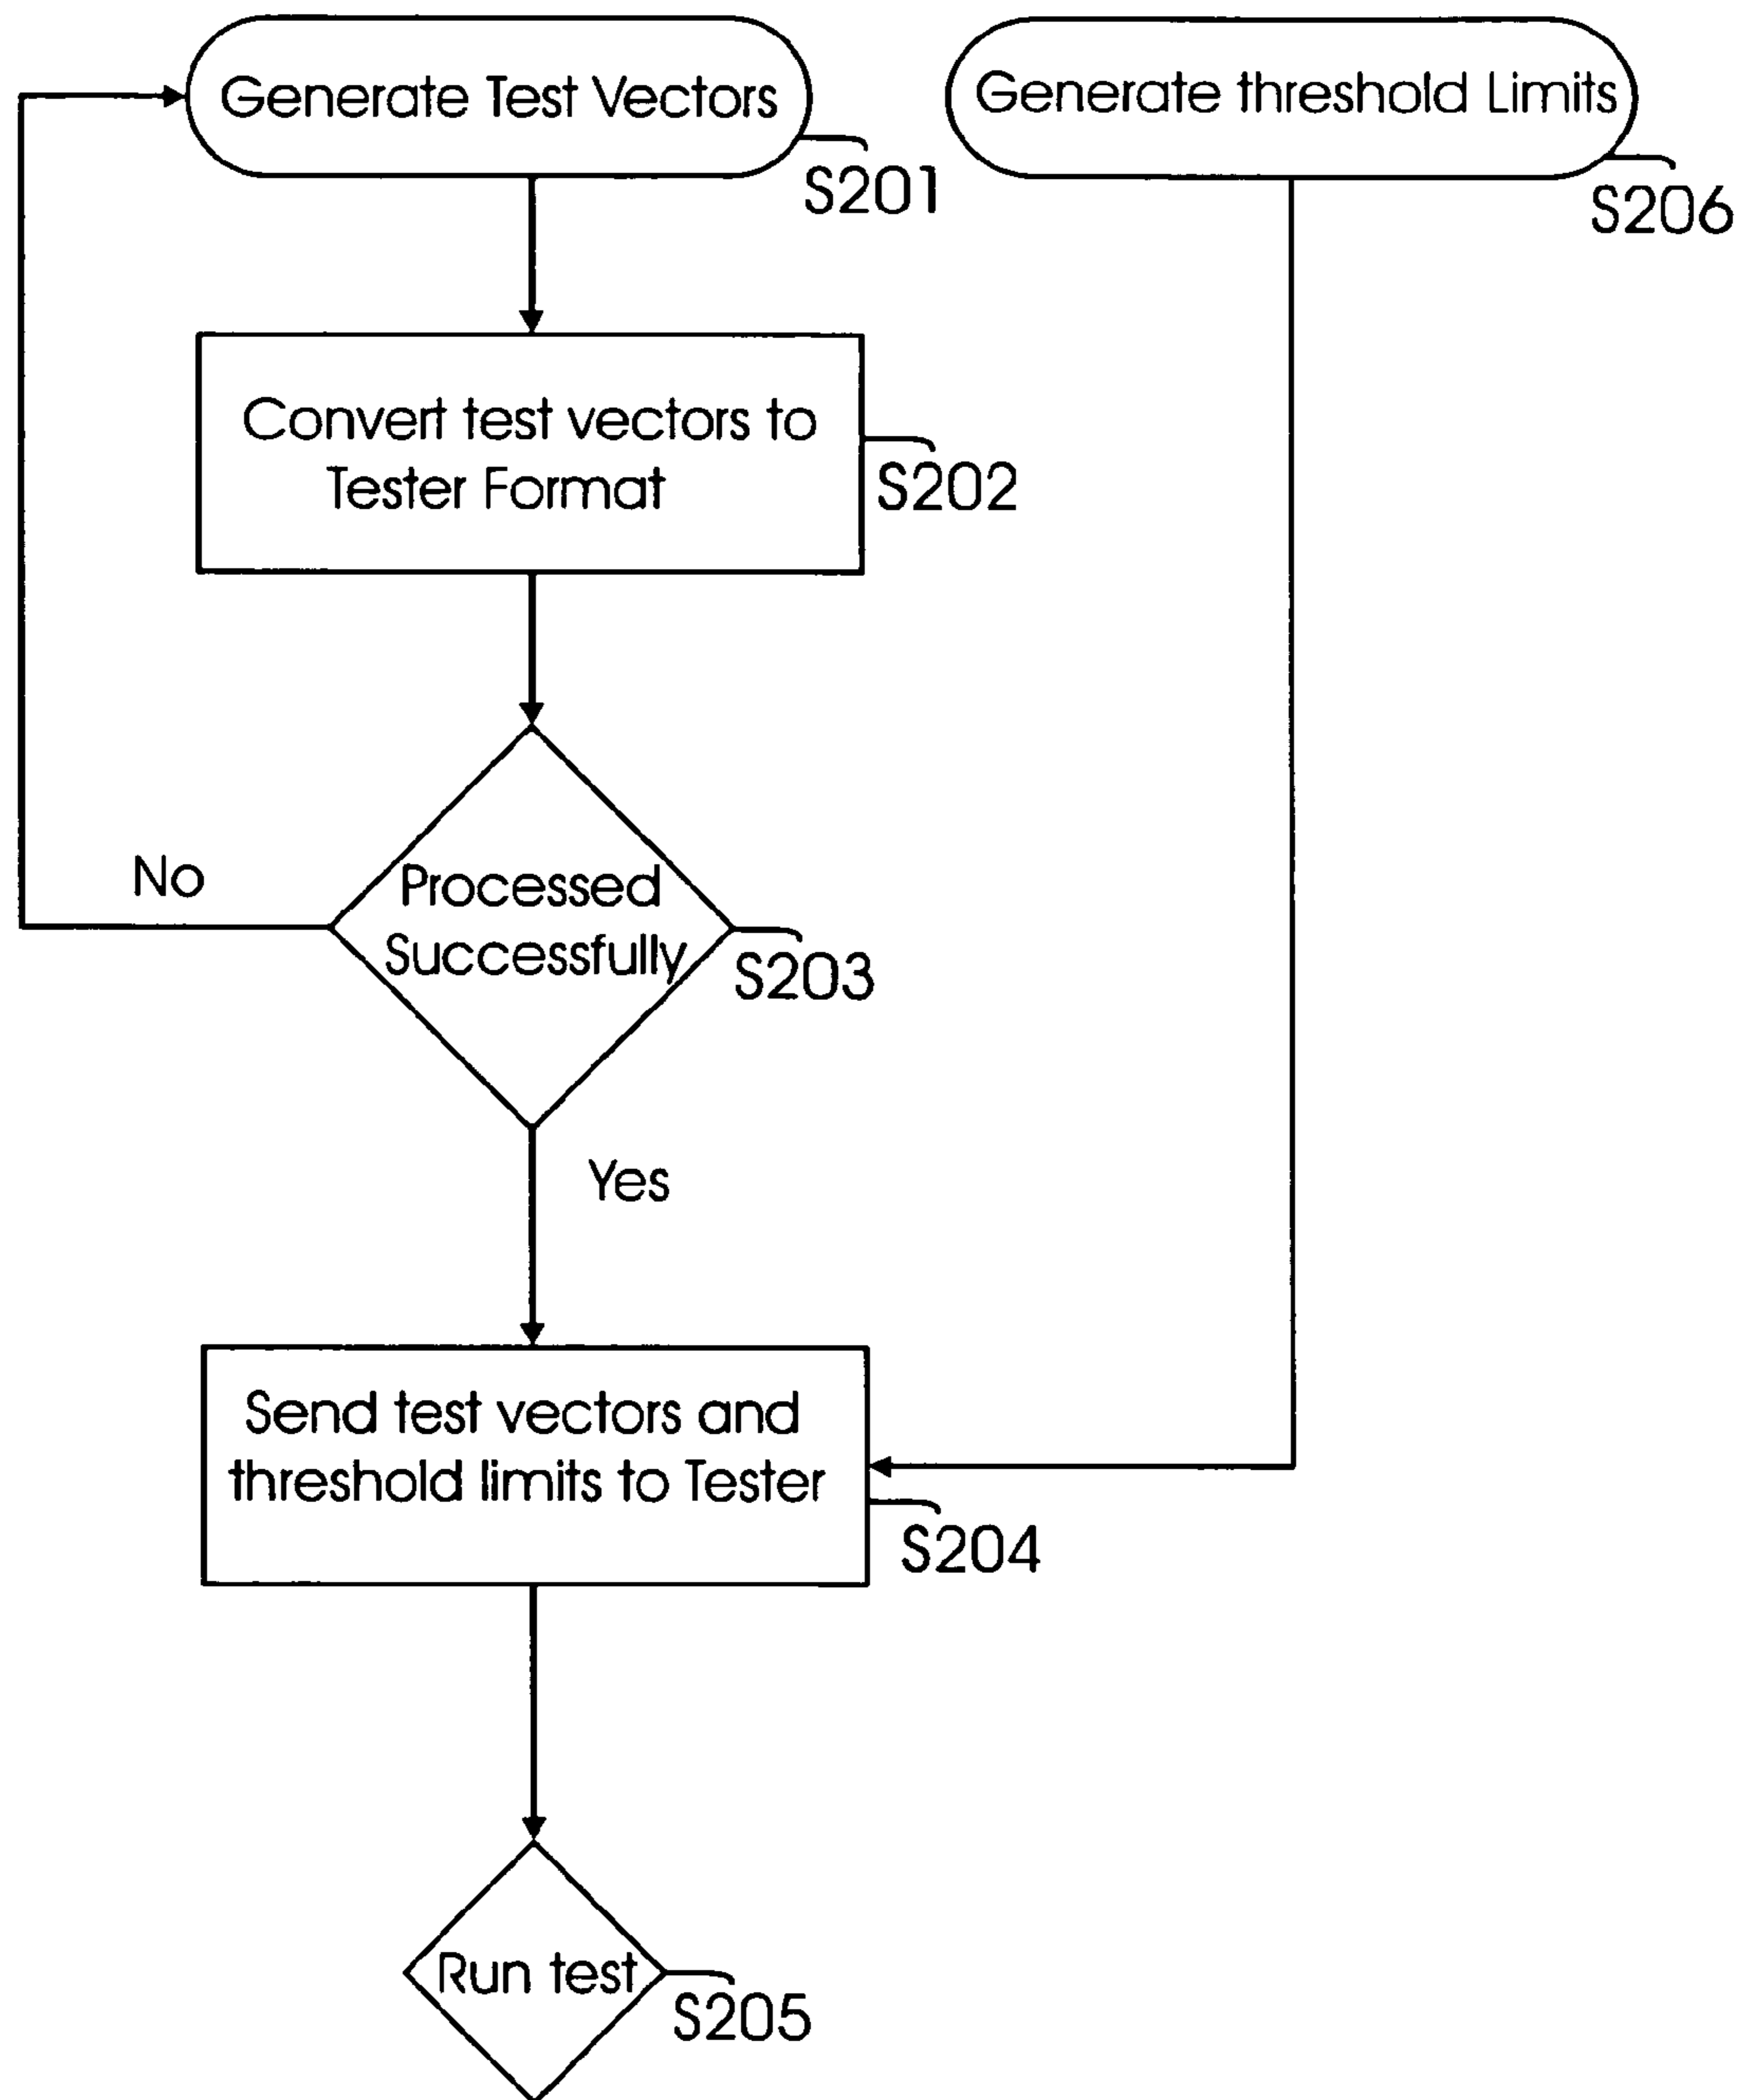 Generate Test Vectors
S201
Generate threshold Limits
S206
Convert test vectors to
Tester Format
S202
No
Processed
Successfully
S203
Yes
Send test vectors and
threshold limits to Tester
S204
Run test
S205